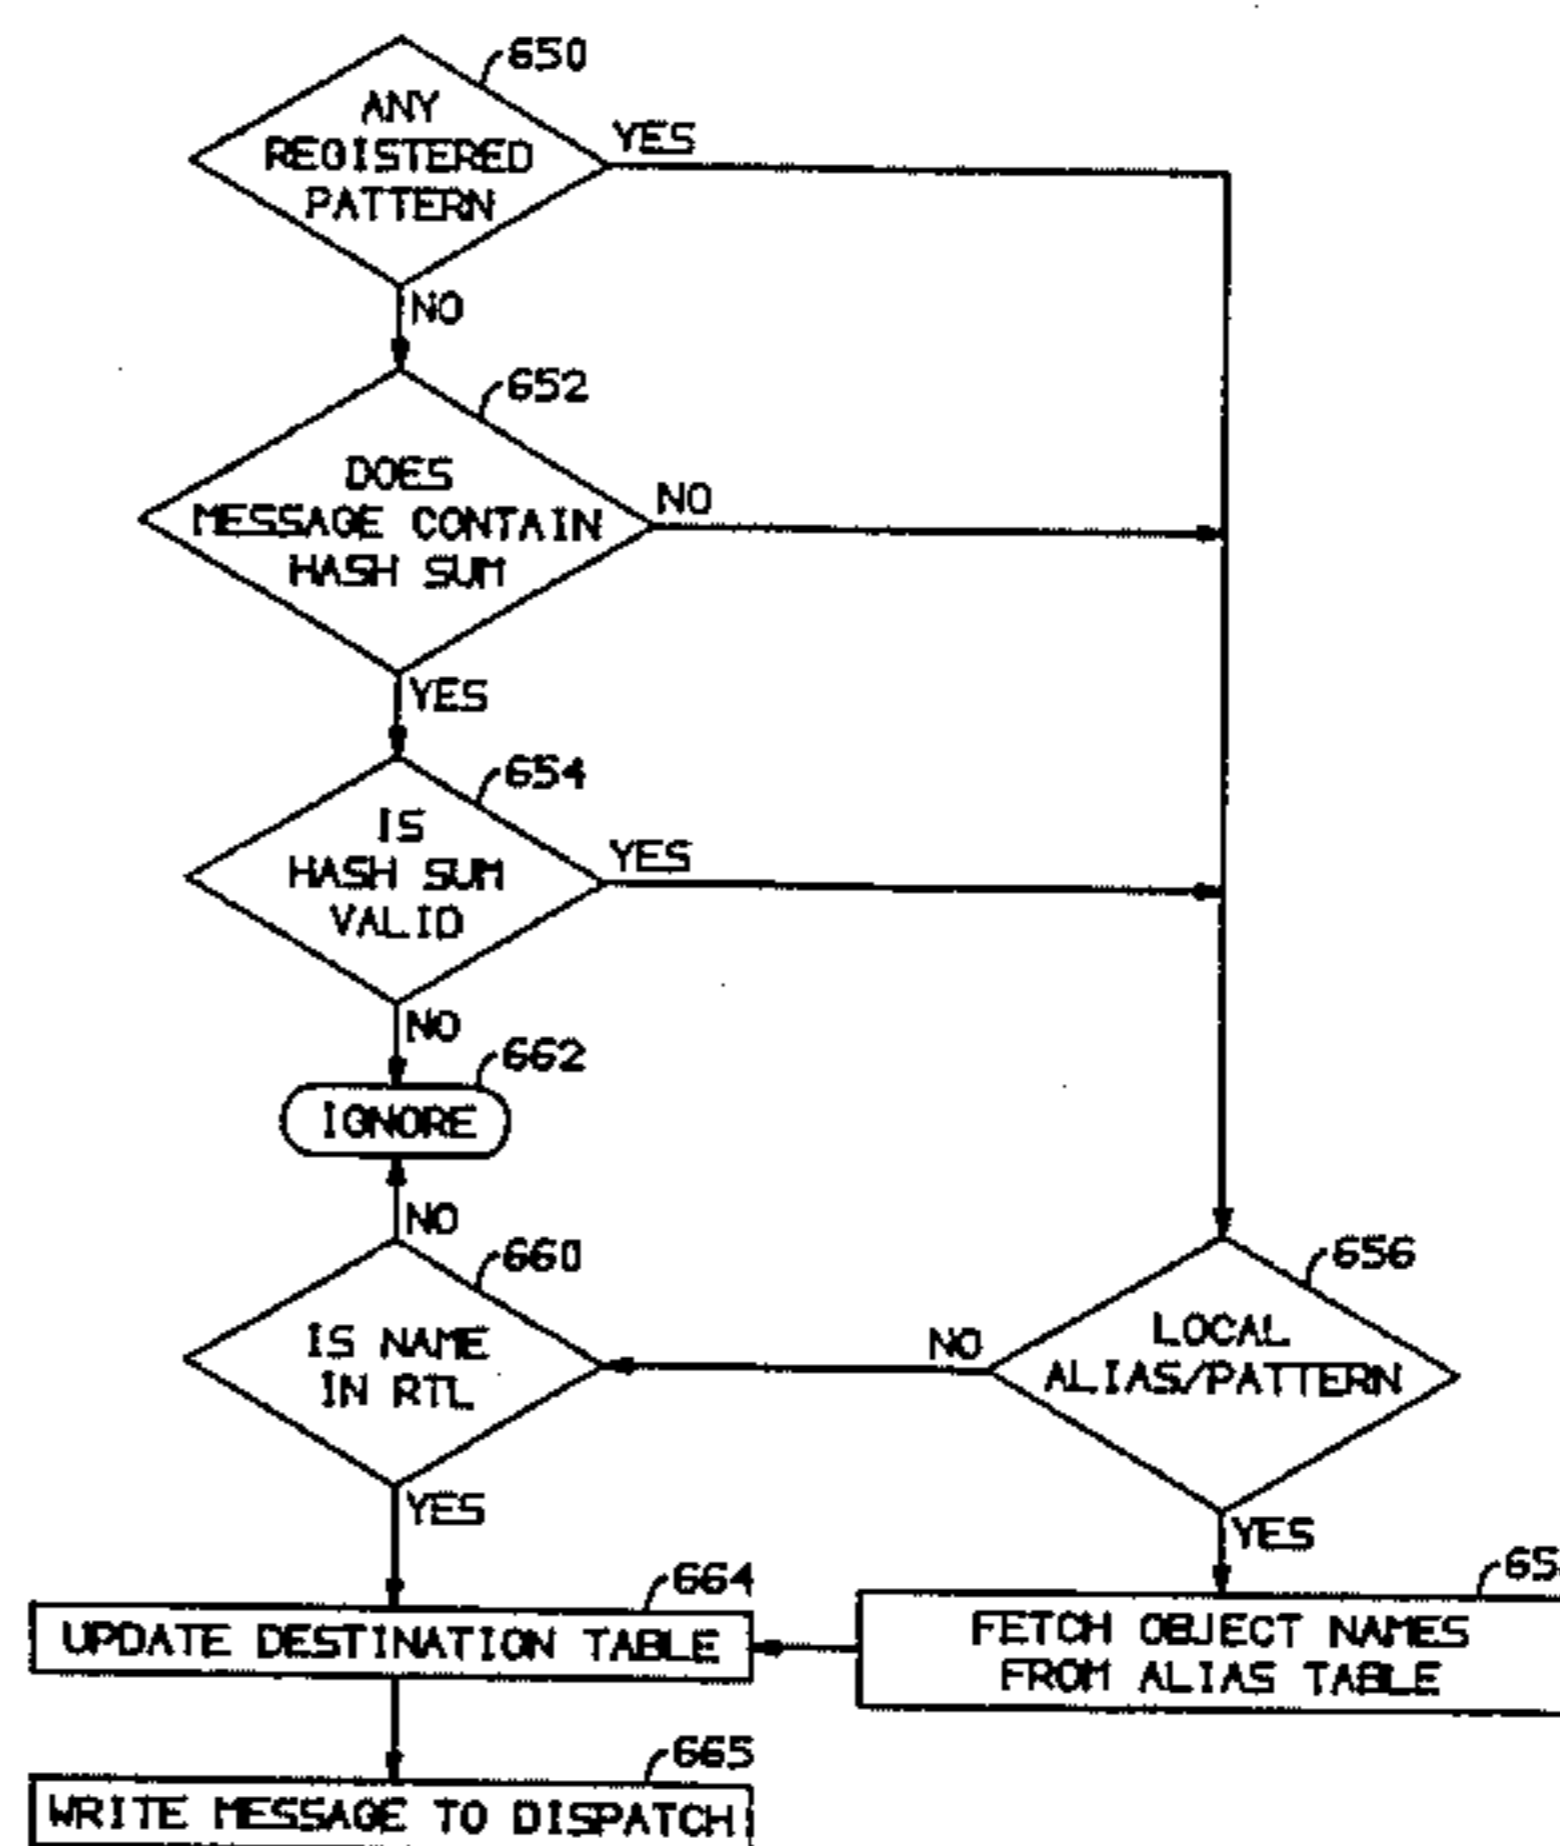 650
ANY
REGISTERED
PATTERN
YES
NO
652
DOES
MESSAGE CONTAIN
HASH SUM
NO
YES
654
IS
HASH SUM
VALID
YES
NO
662
IGNORE
NO
660
IS NAME
IN RTL
YES
656
LOCAL
ALIAS/PATTERN
NO
YES
664
UPDATE DESTINATION TABLE
FETCH OBJECT NAMES
FROM ALIAS TABLE
665
WRITE MESSAGE TO DISPATCH